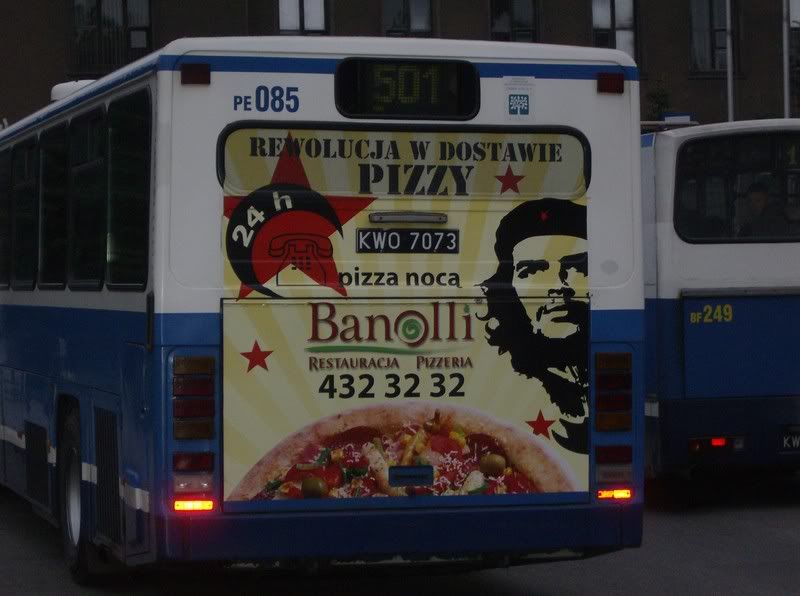 501
PE 085
REWOLUCJA W DOSTAWIE
PIZZY
24 h
KWO 7073
pizza nocą
Banolli
RESTAURACJA PIZZERIA
432 32 32
BF 249
KW